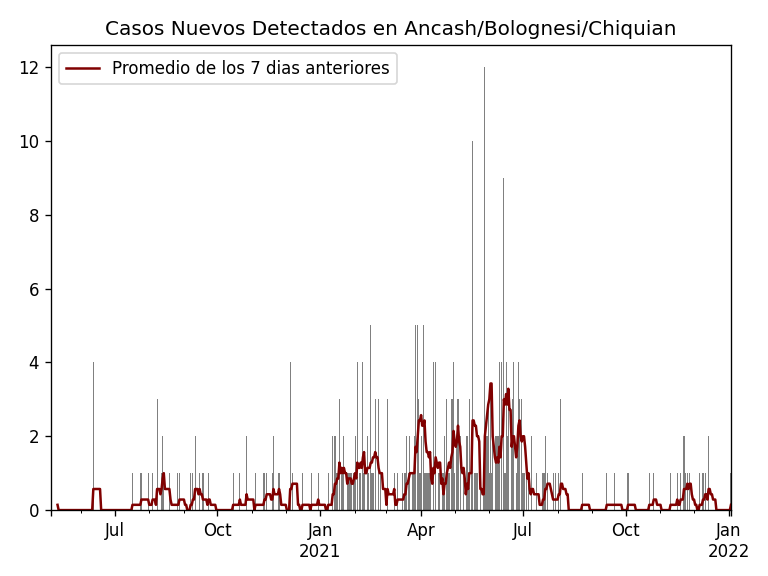 Casos Nuevos Detectados en Ancash/Bolognesi/Chiquian
Promedio de los 7 dias anteriores
12
10
8
6
4
2
0
Jul
Oct
Jan
2021
Apr
Jul
Oct
Jan
2022